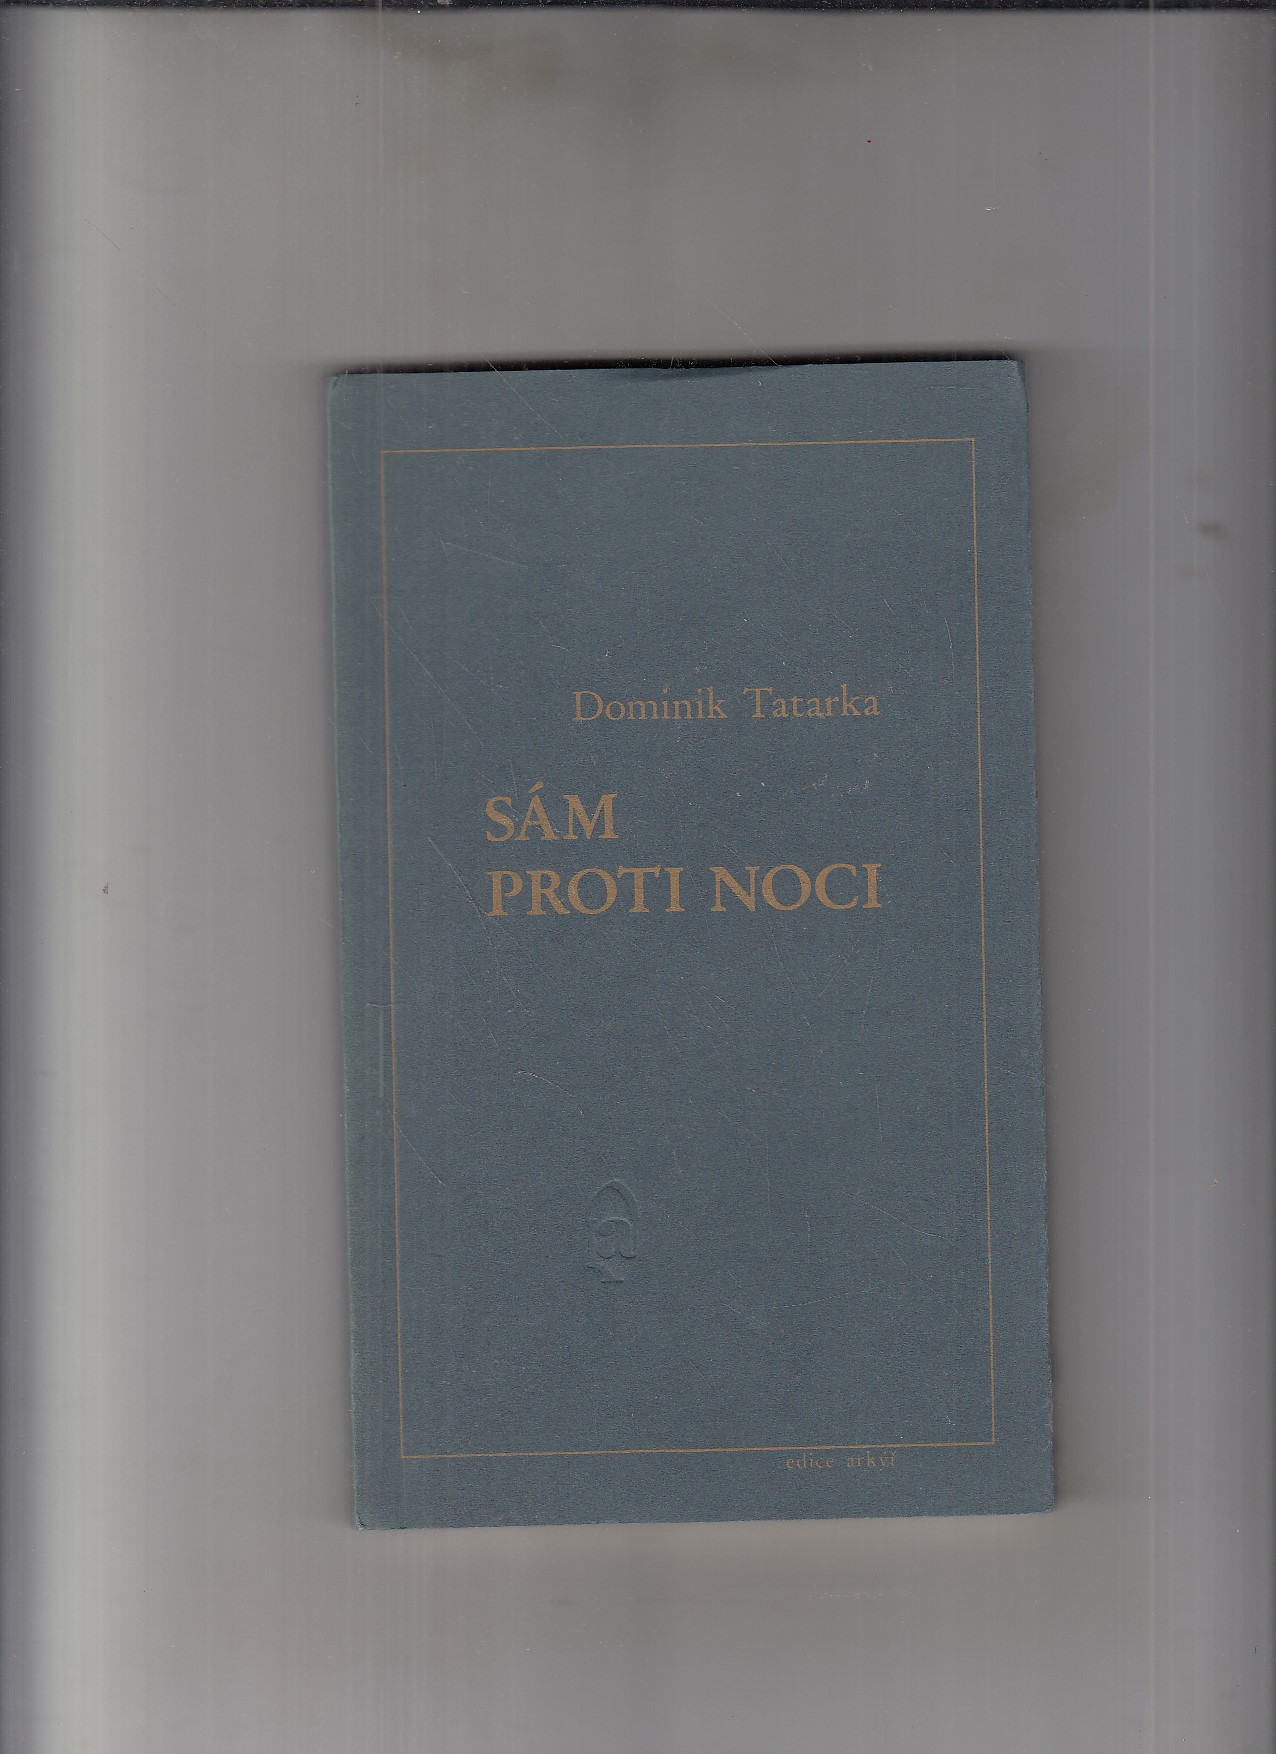 Dominik Tatarka
SÁM
PROTI NOCI
a
edice arkýř